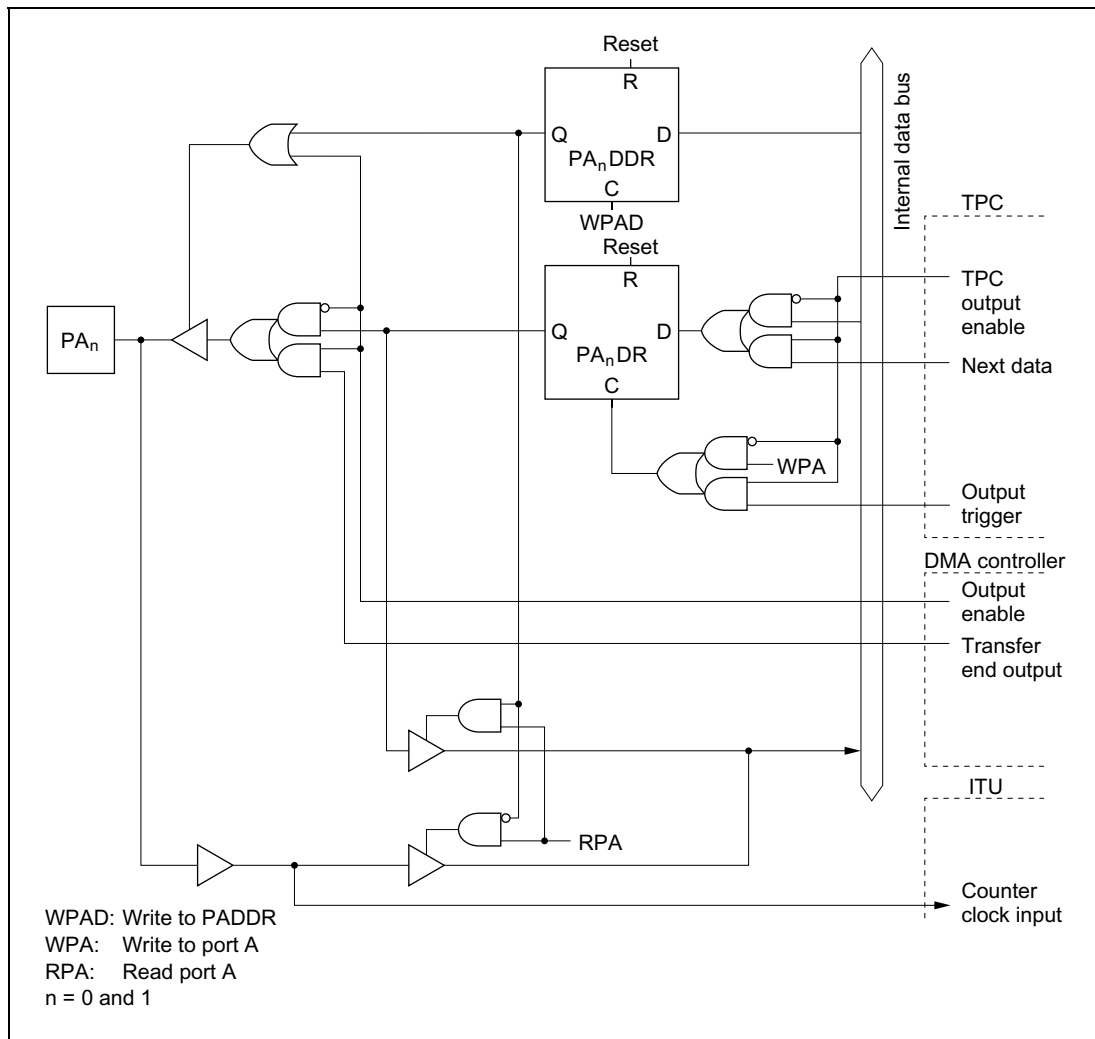 Reset
R
Q
D
PAnDDR
C
WPAD
Reset
R
Q
D
PAnDR
C
WPA
PAn
Internal data bus
TPC
TPC
output
enable
Next data
Output
trigger
DMA controller
Output
enable
Transfer
end output
ITU
RPA
Counter
clock input
WPAD: Write to PADDR
WPA: Write to port A
RPA: Read port A
n = 0 and 1